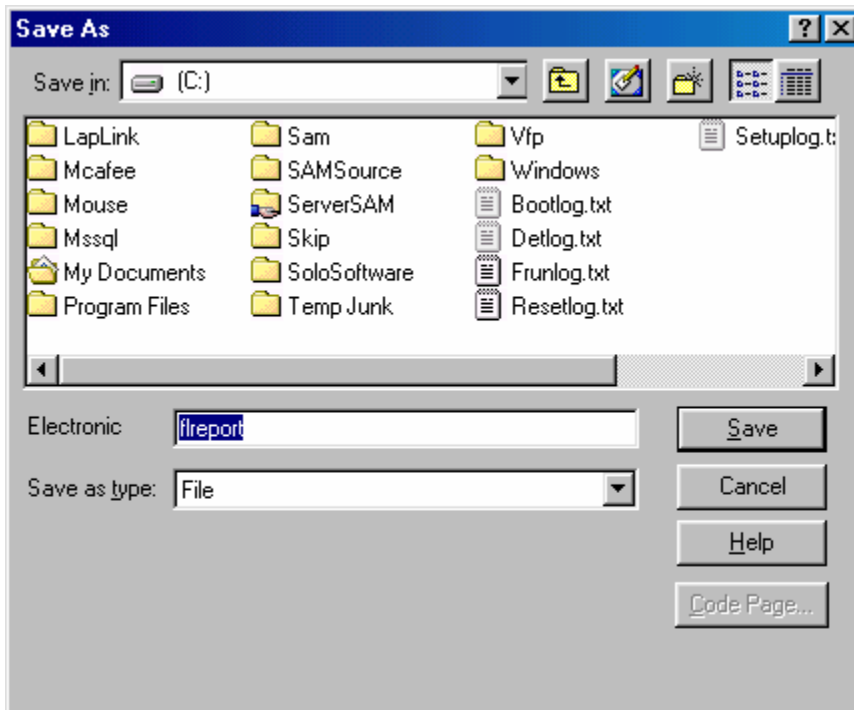 Save As
Save in: (C:)
LapLink
Mcafee
Mouse
Mssql
My Documents
Program Files
Sam
SAMSource
ServerSAM
Skip
SoloSoftware
Temp Junk
Vfp
Windows
Bootlog.txt
Detlog.txt
Frunlog.txt
Resetlog.txt
Setuplog.t
Electronic flreport Save
Save as type: File Cancel
Help
Code Page...